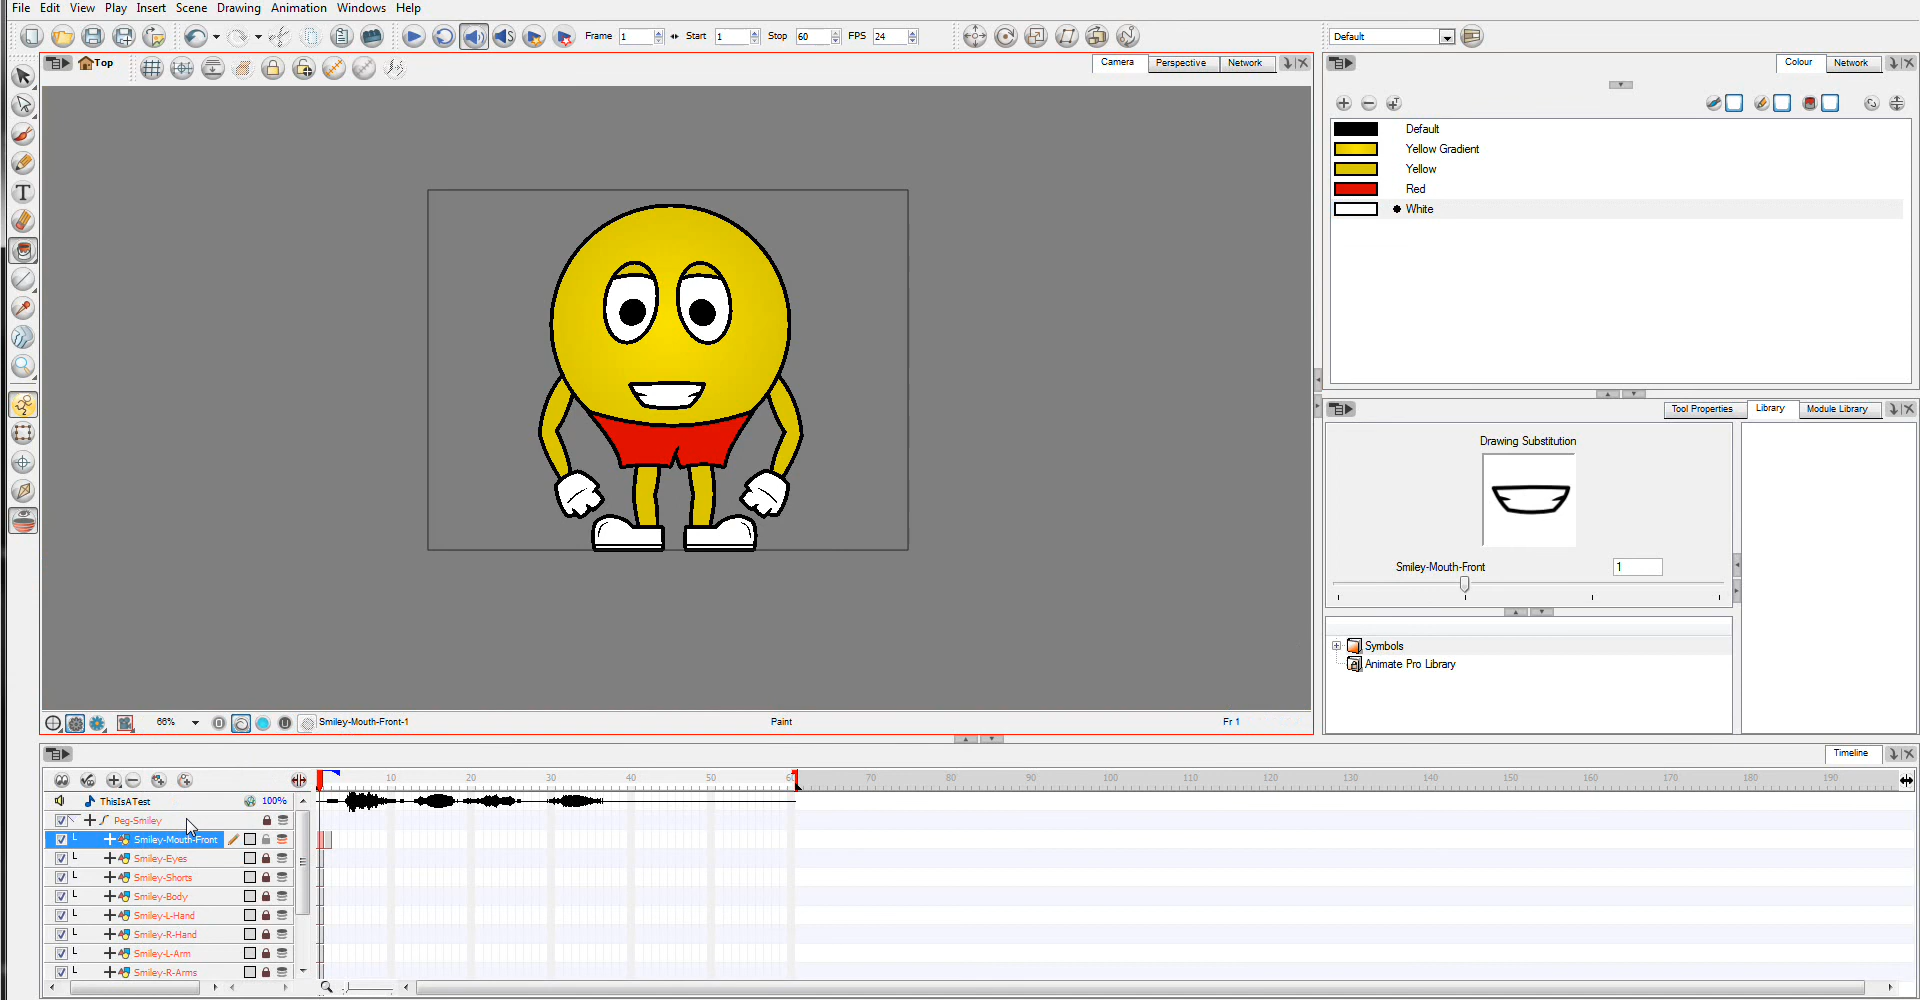 File Edit View Play Insert Scene Drawing Animation Windows Help
Frame 1 Start 1 Stop 60 FPS 24
Default
Top
Camera Perspective Network
Colour Network
Default
Yellow Gradient
Yellow
Red
White
T
Tool Properties Library Module Library
Drawing Substitution
Smiley-Mouth-Front 1
Symbols
Animate Pro Library
66% Smiley-Mouth-Front-1 Paint Fr 1
Timeline
10 20 30 40 50 60 70 80 90 100 110 120 130 140 150 160 170 180 190
ThisIsATest 100%
Peg-Smiley
Smiley-Mouth-Front
Smiley-Eyes
Smiley-Shorts
Smiley-Body
Smiley-L-Hand
Smiley-R-Hand
Smiley-L-Arm
Smiley-R-Arms